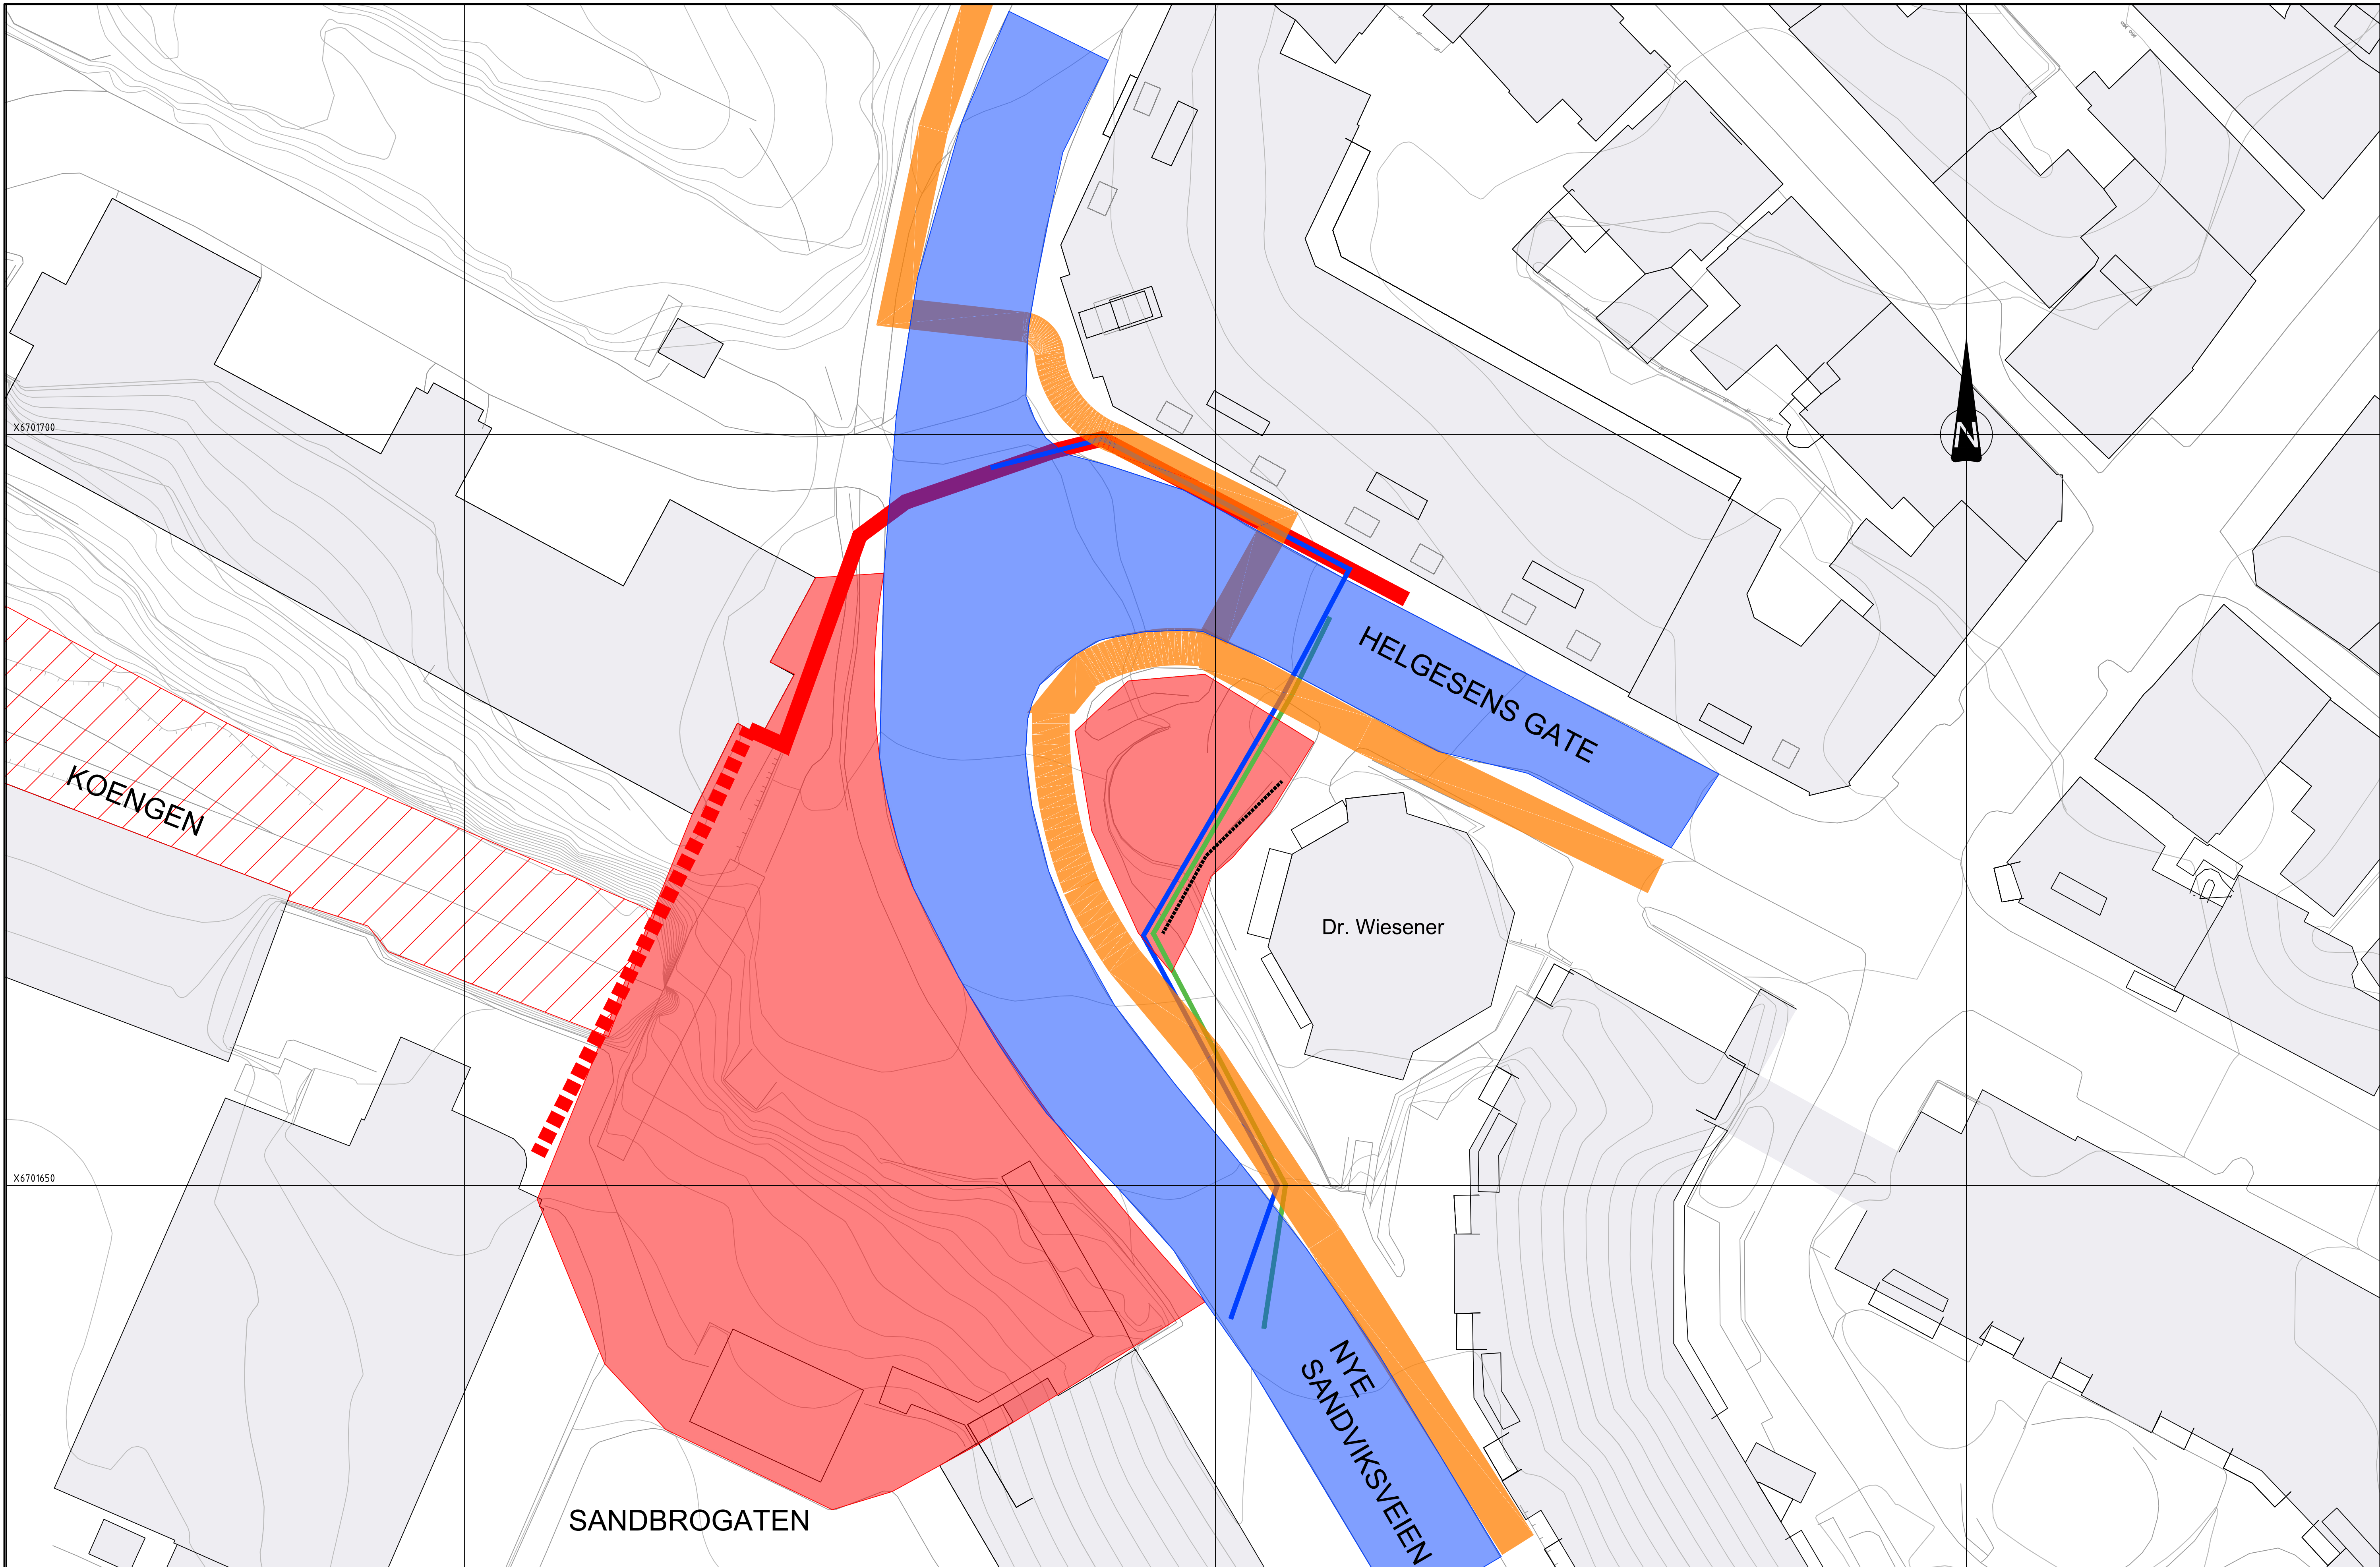 X6701700
N
HELGESENS GATE
KOENGEN
Dr. Wiesener
X6701650
NYE
SANDVIKSVEIEN
SANDBROGATEN